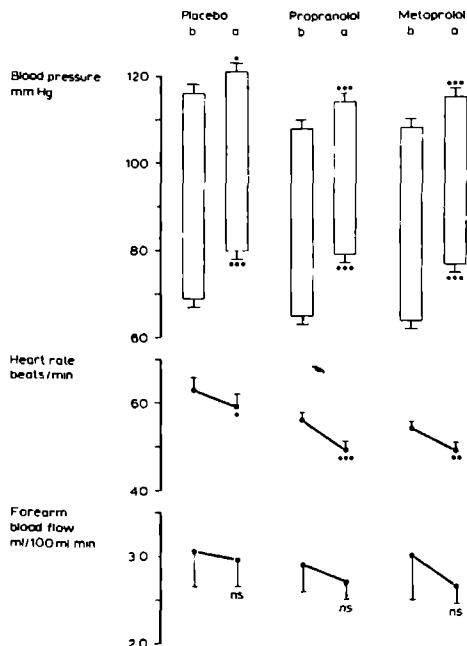 Placebo Propranolol Metoprolol
b a b a b a
Blood pressure
mm Hg
120
100
80
60
Heart rate
beats/min
60
40
Forearm
blood flow
ml/100 ml min
3.0
2.0
ns ns ns